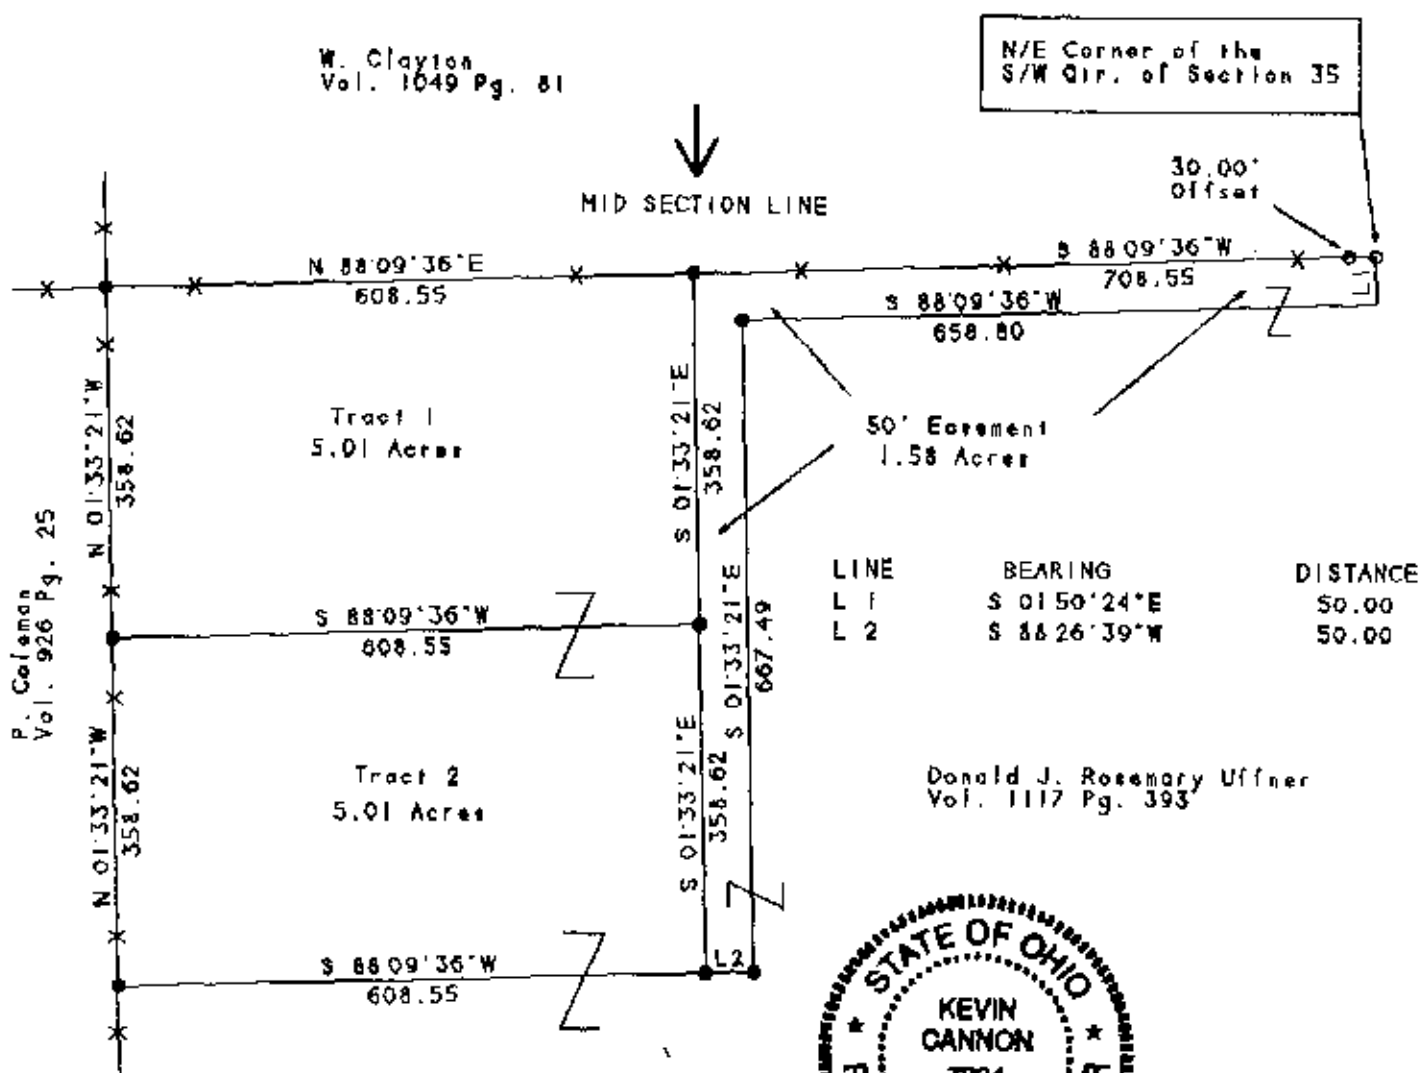 W. Clayton
Vol. 1049 Pg. 81
N/E Corner of the
S/W Qtr. of Section 35
30.00'
Offset
MID SECTION LINE
N 88°09'36"E
608.55
S 88°09'36"W
708.55
S 88°09'36"W
658.80
L1
N 01°33'21"W
358.62
Tract 1
5.01 Acres
S 01°33'21"E
358.62
50' Easement
1.58 Acres
P. Coleman
Vol. 926 Pg. 25
LINE BEARING DISTANCE
L 1 S 01°50'24"E 50.00
L 2 S 88°26'39"W 50.00
S 88°09'36"W
608.55
S 01°33'21"E
667.49
N 01°33'21"W
358.62
Tract 2
5.01 Acres
S 01°33'21"E
358.62
Donald J. Rosemary Uffner
Vol. 1117 Pg. 393
S 88°09'36"W
608.55
L2
STATE OF OHIO
KEVIN
CANNON